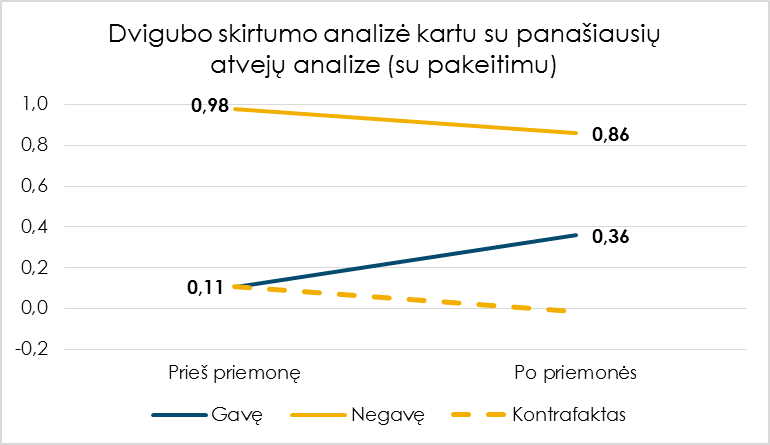 Dvigubo skirtumo analizė kartu su panašiausių
atvejų analize (su pakeitimu)
1,0
0,98
0,8
0,86
0,6
0,4
0,36
0,2
0,11
0,0
-0,2
Prieš priemonę
Po priemonės
Gavę
Negavę
Kontrafaktas